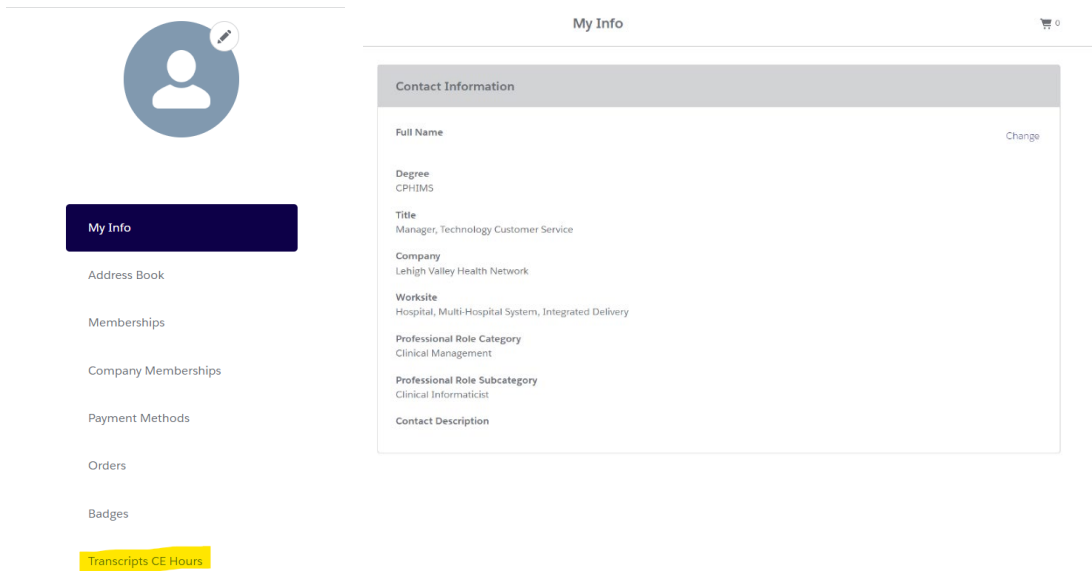 My Info
Address Book
Memberships
Company Memberships
Payment Methods
Orders
Badges
Transcripts CE Hours
My Info
0
Contact Information
Full Name
Change
Degree
CPHIMS
Title
Manager, Technology Customer Service
Company
Lehigh Valley Health Network
Worksite
Hospital, Multi-Hospital System, Integrated Delivery
Professional Role Category
Clinical Management
Professional Role Subcategory
Clinical Informaticist
Contact Description